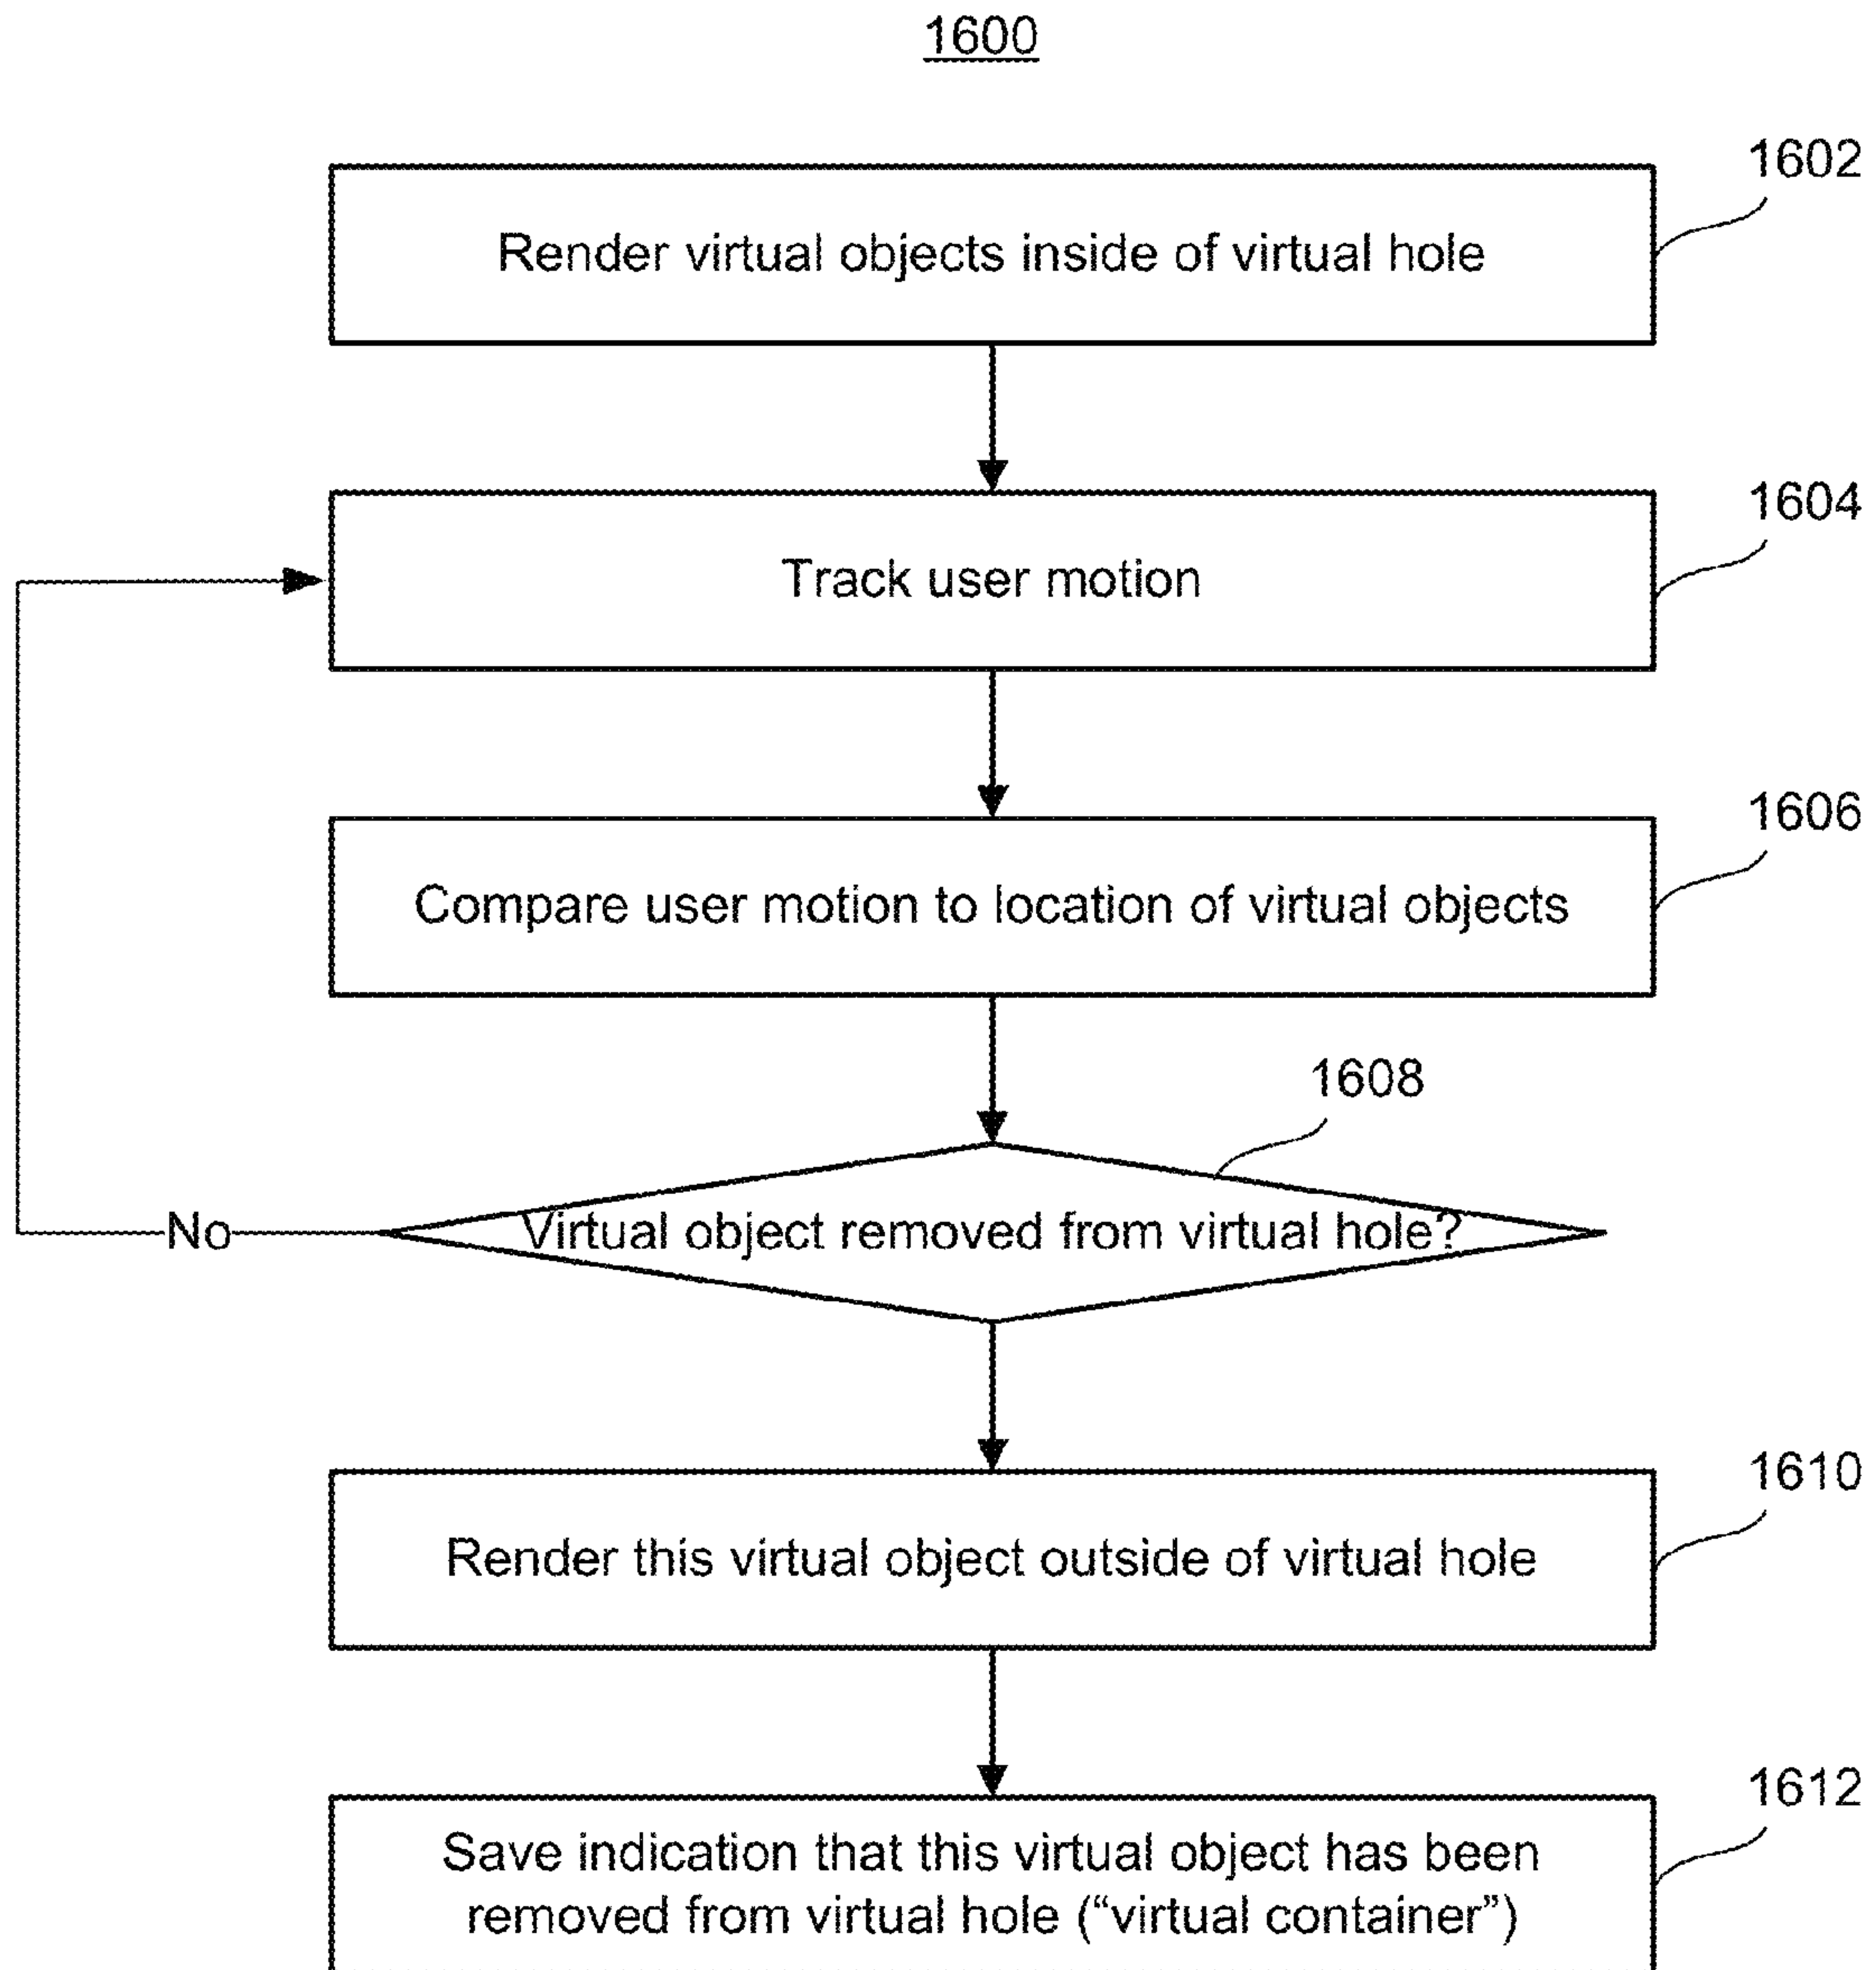 1600
1602
Render virtual objects inside of virtual hole
1604
Track user motion
1606
Compare user motion to location of virtual objects
1608
Virtual object removed from virtual hole?
No
1610
Render this virtual object outside of virtual hole
1612
Save indication that this virtual object has been
removed from virtual hole (“virtual container”)